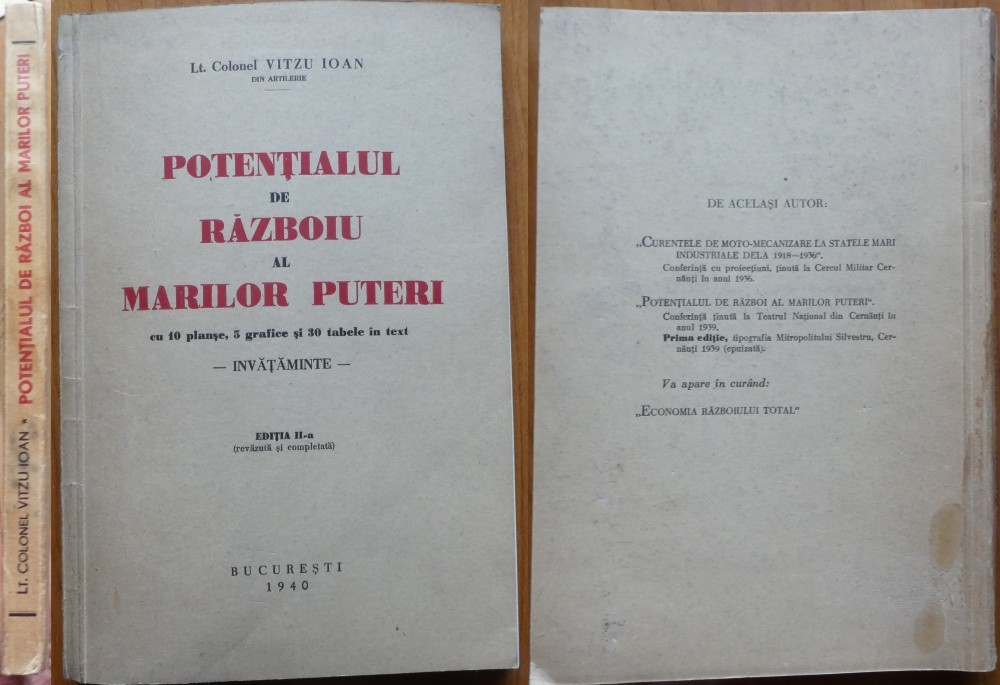 LT. COLONEL VITZU IOAN * POTENȚIALUL DE RĂZBOI AL MARILOR PUTERI
Lt. Colonel VITZU IOAN
DIN ARTILERIE
POTENȚIALUL
DE
RĂZBOIU
AL
MARILOR PUTERI
cu 10 planșe, 5 grafice și 30 tabele în text
— INVĂȚĂMINTE —
EDIȚIA II-a
(revăzută și completată)
BUCUREȘTI
1940
DE ACELAȘI AUTOR:
„CURENTELE DE MOTO-MECANIZARE LA STATELE MARI
INDUSTRIALE DELA 1918—1936".
Conferință cu proiecțiuni, ținută la Cercul Militar Cer-
năuți în anul 1936.
„POTENȚIALUL DE RĂZBOI AL MARILOR PUTERI".
Conferință ținută la Teatrul Național din Cernăuți în
anul 1939.
Prima ediție, tipografia Mitropolitului Silvestru, Cer-
năuți 1939 (epuizată).
Va apare în curând:
„ECONOMIA RĂZBOIULUI TOTAL"